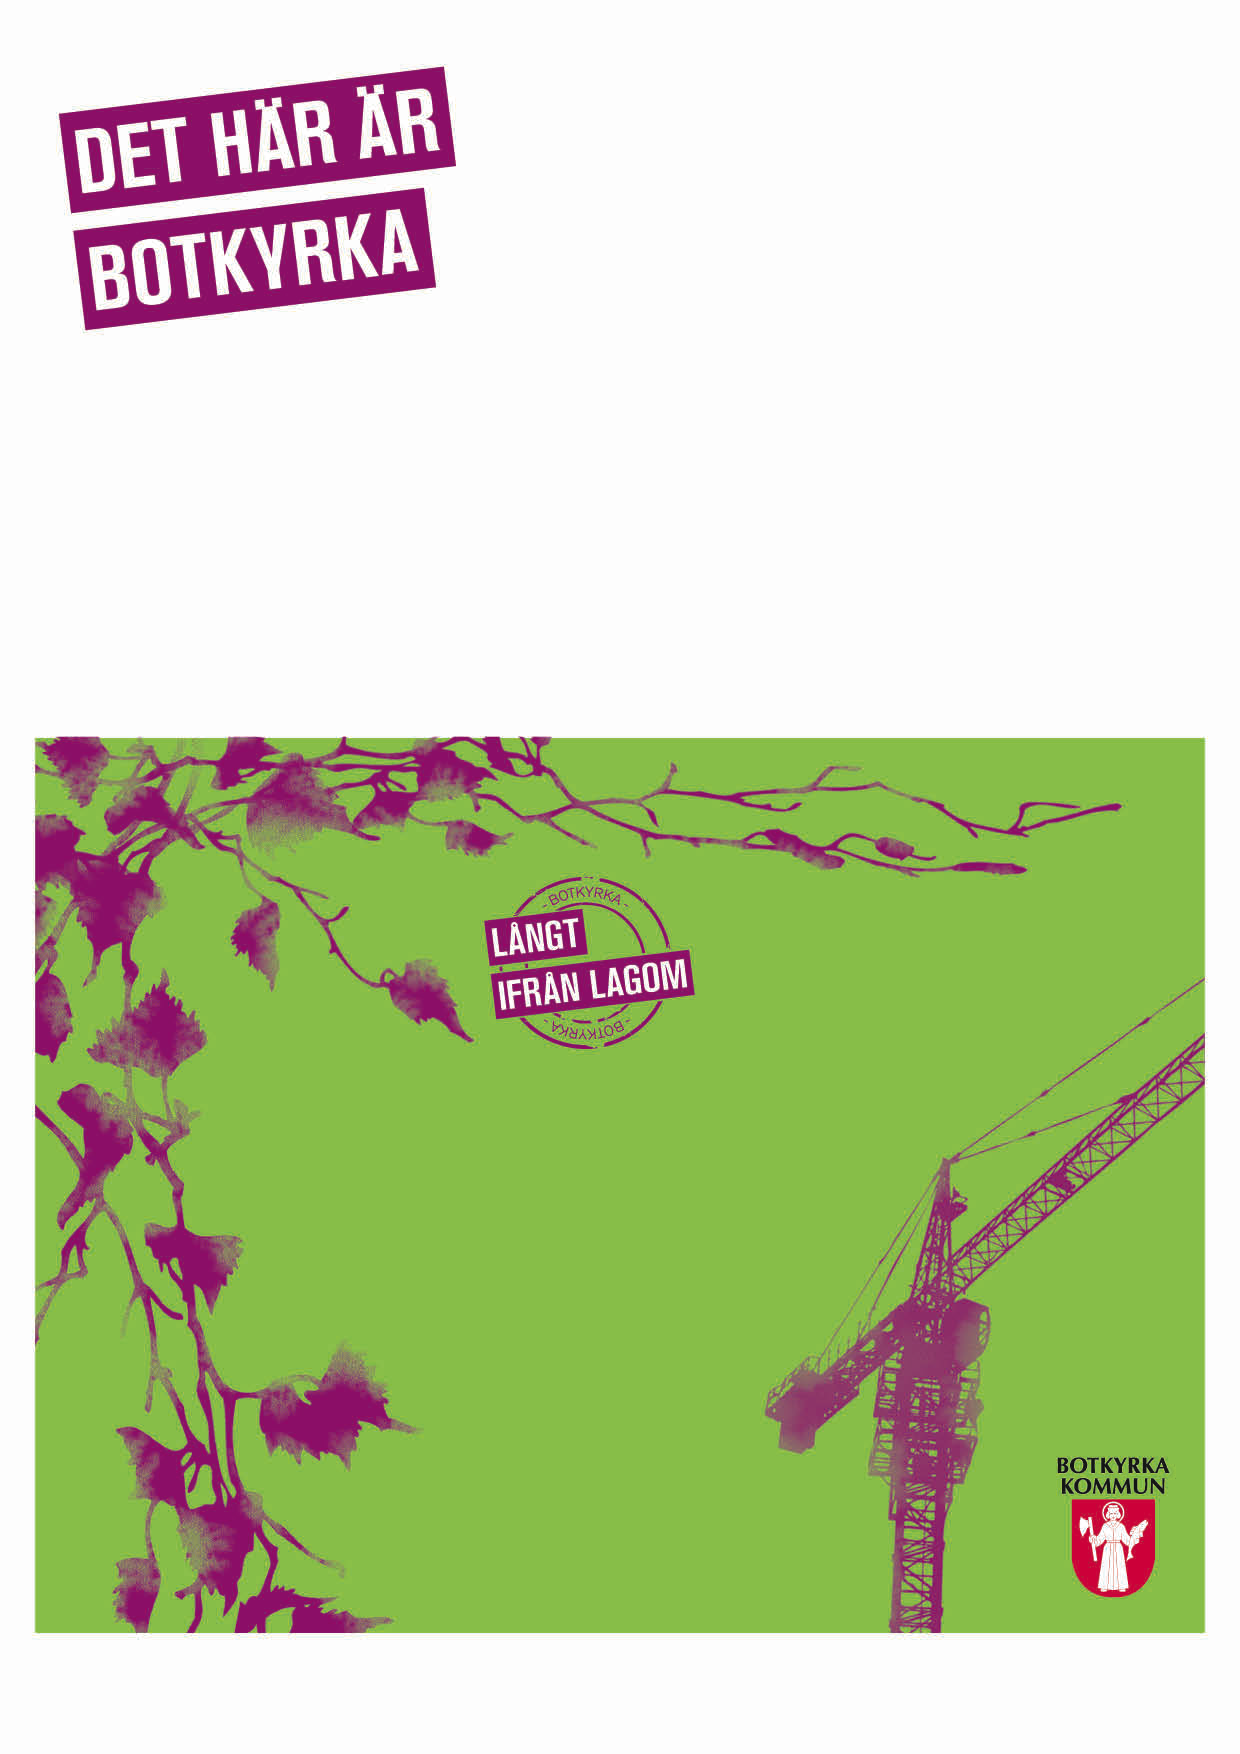 DET HÄR ÄR
BOTKYRKA
- BOTKYRKA -
LÅNGT
IFRÅN LAGOM
- BOTKYRKA -
BOTKYRKA
KOMMUN